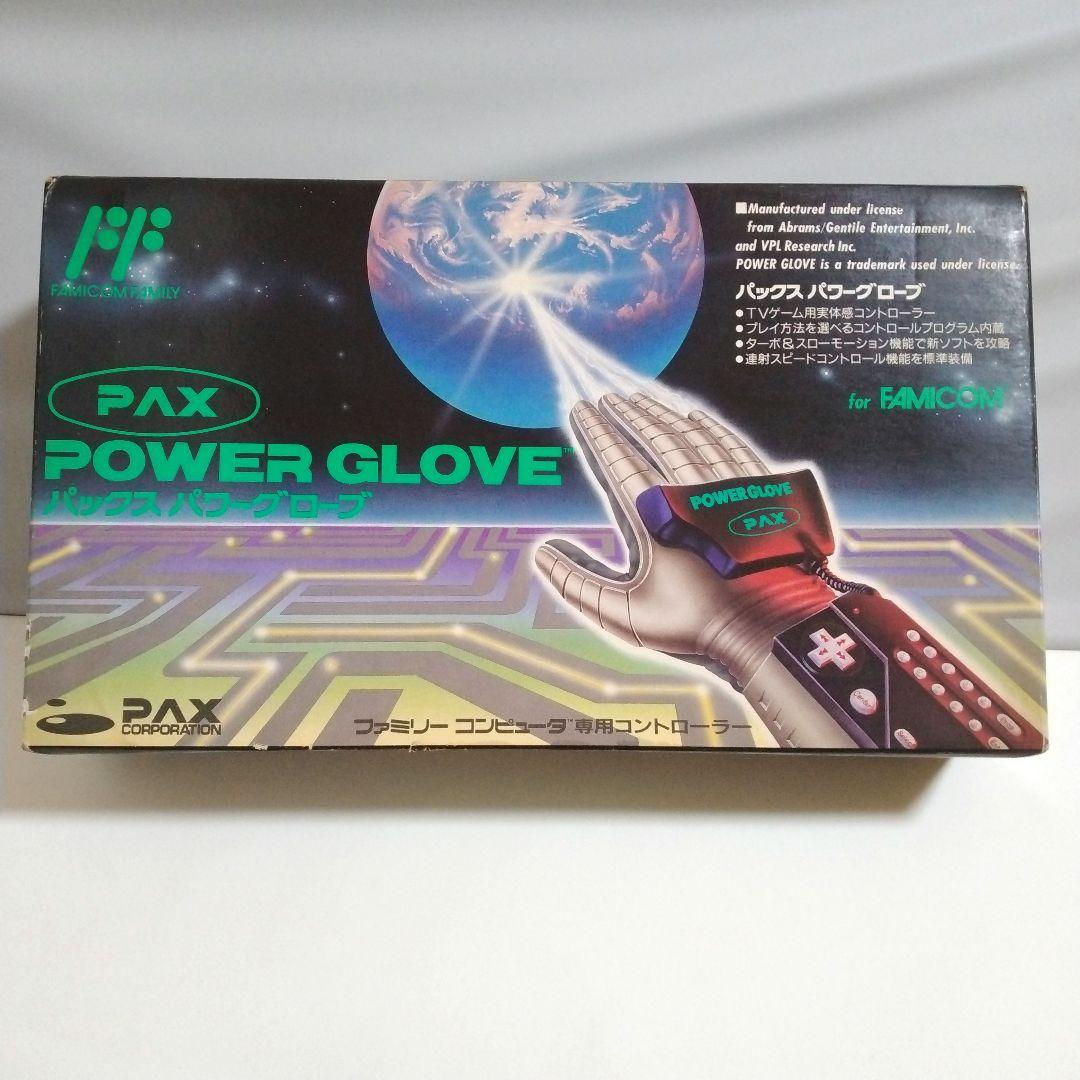 FAMICOM FAMILY
PAX
POWER GLOVE™
パックス パワーグローブ
■Manufactured under license
from Abrams/Gentile Entertainment, Inc.
and VPL Research Inc.
POWER GLOVE is a trademark used under license.
パックス パワーグローブ
●TVゲーム用実体感コントローラー
●プレイ方法を選べるコントロールプログラム内蔵
●ターボ&スローモーション機能で新ソフトを攻略
●連射スピードコントロール機能を標準装備
for FAMICOM
POWER GLOVE
PAX
Center
Select
PAX
CORPORATION
ファミリー コンピュータ™専用コントローラー